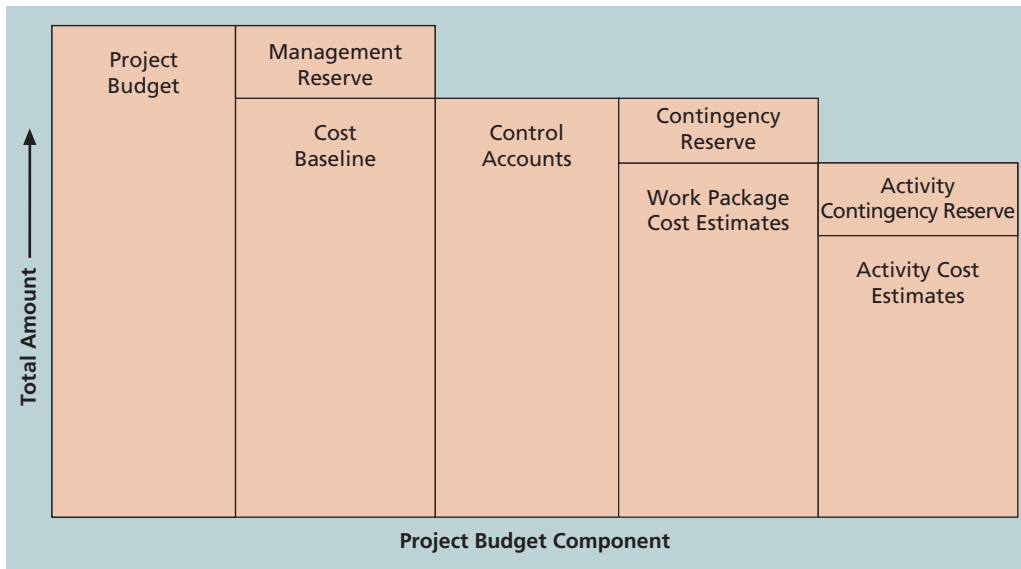 Project
Budget
Management
Reserve
Cost
Baseline
Control
Accounts
Contingency
Reserve
Work Package
Cost Estimates
Activity
Contingency Reserve
Activity Cost
Estimates
Total Amount
Project Budget Component